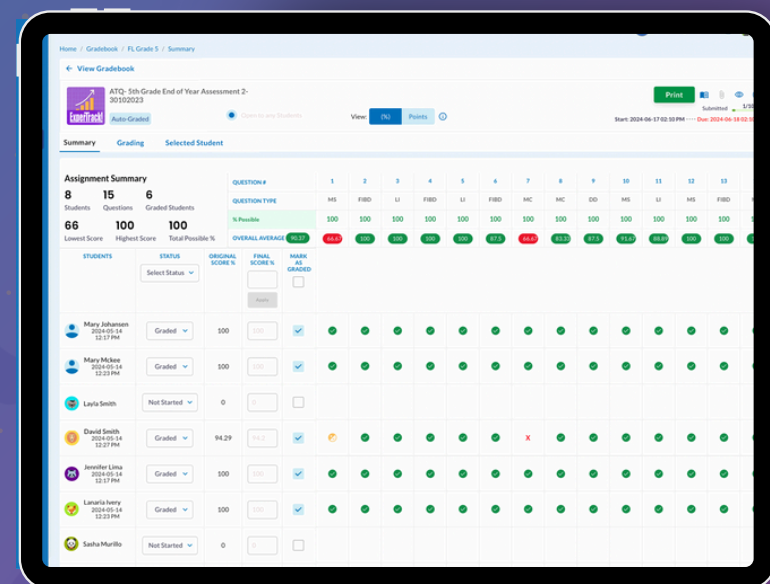 Home / Gradebook / FL Grade 5 / Summary
← View Gradebook
ATQ- 5th Grade End of Year Assessment 2-
30102023
ExperTrack!
Auto-Graded
Open to any Students
View: (%) Points
Print
Submitted
Start: 2024-06-17 02:10 PM
Summary Grading Selected Student
Assignment Summary
8 15 6
Students Questions Graded Students
66 100 100
Lowest Score Highest Score Total Possible %
QUESTION # 1 2 3 4 5 6 7 8 9 10 11 12 13
QUESTION TYPE MS FIBD LI FIBD LI FIBD MC MC DD MS LI MS FIBD
% Possible 100 100 100 100 100 100 100 100 100 100 100 100 100
OVERALL AVERAGE 90.37 66.67 100 100 100 100 87.5 66.67 83.33 87.5 91.67 88.89 100 100
STUDENTS STATUS ORIGINAL SCORE % FINAL SCORE % MARK AS GRADED
Select Status
Apply
Mary Johansen
2024-05-14
12:17 PM
Graded 100 100
Mary Mckee
2024-05-14
12:23 PM
Graded 100 100
Layla Smith
Not Started 0 0
David Smith
2024-05-14
12:27 PM
Graded 94.29 94.2 X
Jennifer Lima
2024-05-14
12:17 PM
Graded 100 100
Lanaria Ivery
2024-05-14
12:23 PM
Graded 100 100
Sasha Murillo
Not Started 0 0